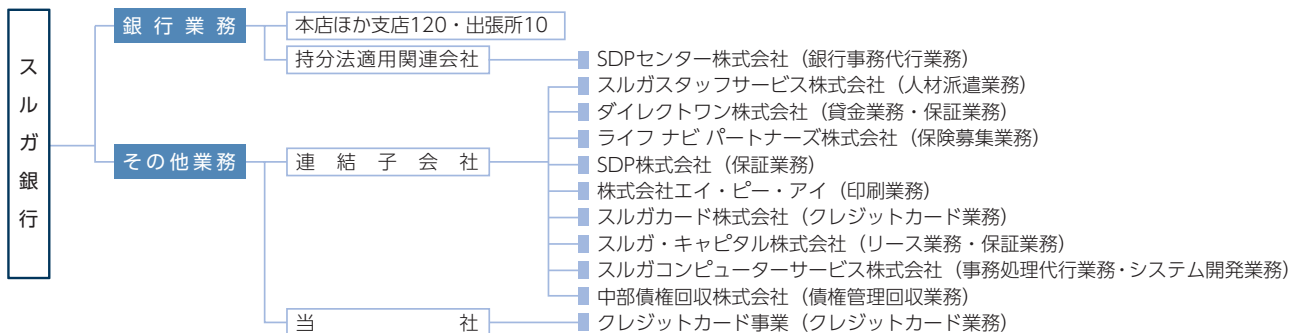 スルガ銀行
銀行業務
本店ほか支店120・出張所10
持分法適用関連会社
SDPセンター株式会社（銀行事務代行業務）
その他業務
連結子会社
スルガスタッフサービス株式会社（人材派遣業務）
ダイレクトワン株式会社（貸金業務・保証業務）
ライフ ナビ パートナーズ株式会社（保険募集業務）
SDP株式会社（保証業務）
株式会社エイ・ピー・アイ（印刷業務）
スルガカード株式会社（クレジットカード業務）
スルガ・キャピタル株式会社（リース業務・保証業務）
スルガコンピューターサービス株式会社（事務処理代行業務・システム開発業務）
中部債権回収株式会社（債権管理回収業務）
当社
クレジットカード事業（クレジットカード業務）